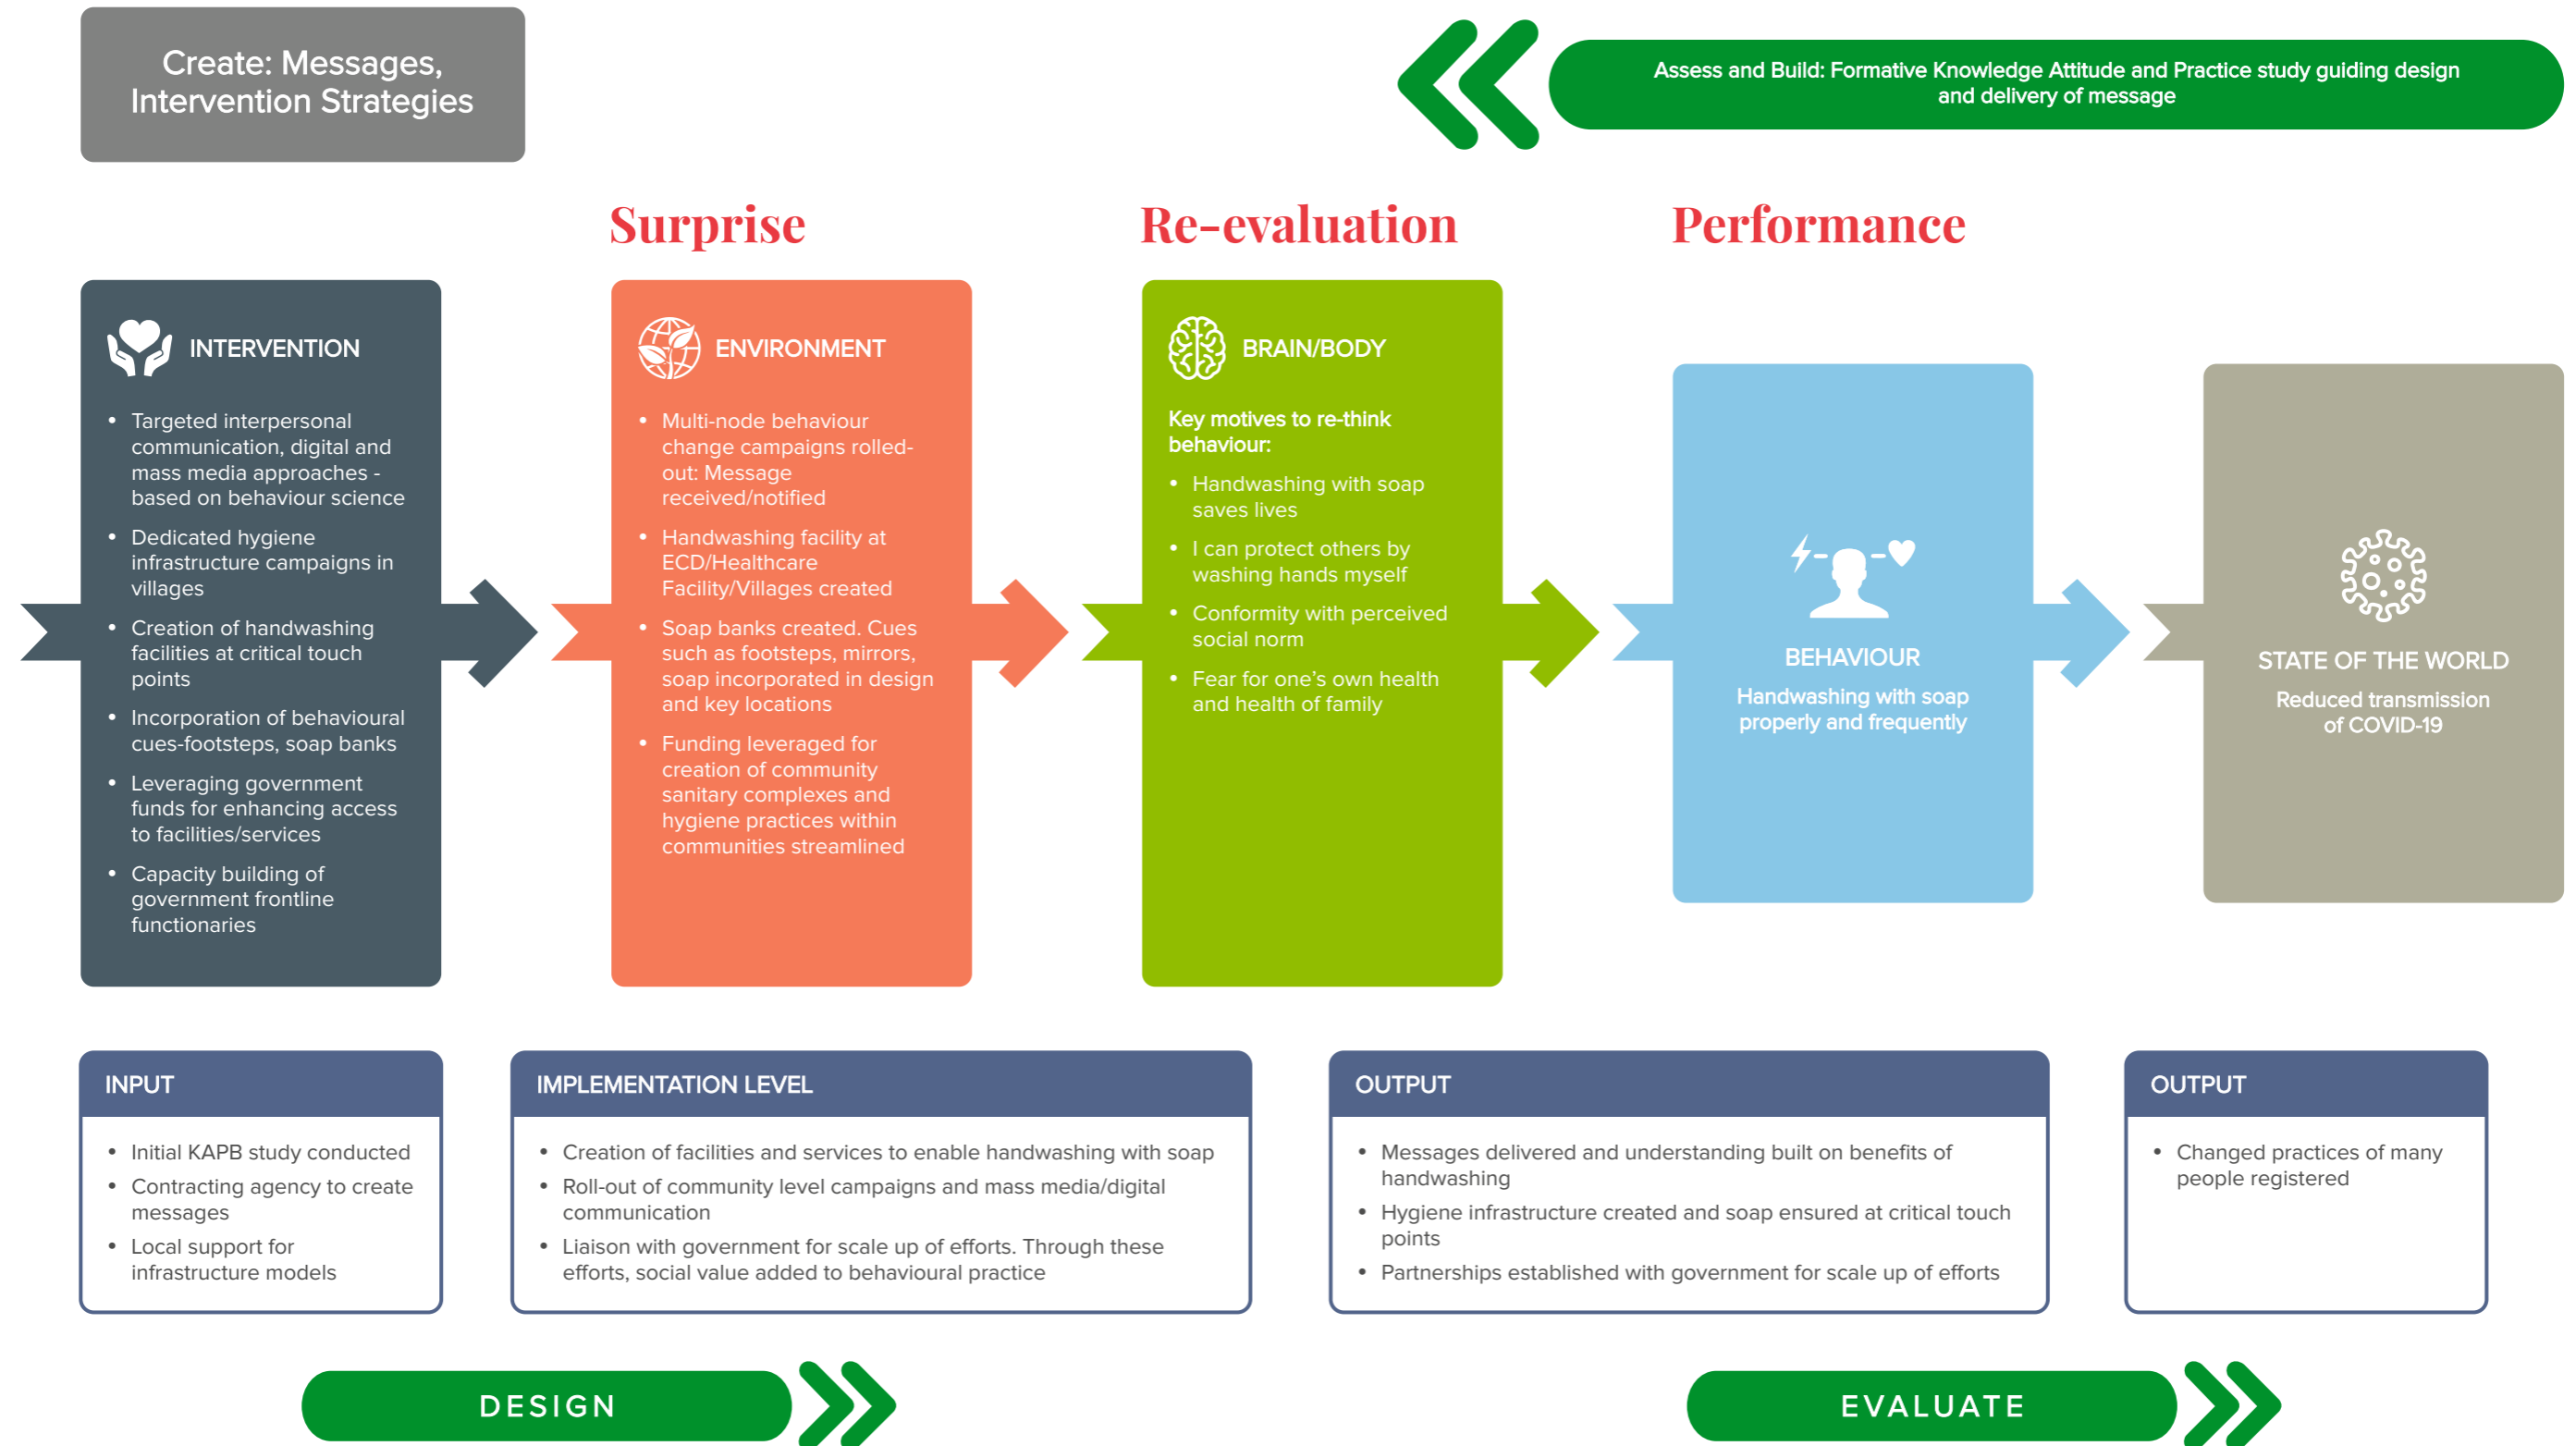 Create: Messages,
Intervention Strategies
Assess and Build: Formative Knowledge Attitude and Practice study guiding design
and delivery of message
Surprise
Re-evaluation
Performance
INTERVENTION
• Targeted interpersonal
communication, digital and
mass media approaches -
based on behaviour science
• Dedicated hygiene
infrastructure campaigns in
villages
• Creation of handwashing
facilities at critical touch
points
• Incorporation of behavioural
cues-footsteps, soap banks
• Leveraging government
funds for enhancing access
to facilities/services
• Capacity building of
government frontline
functionaries
ENVIRONMENT
• Multi-node behaviour
change campaigns rolled-
out: Message
received/notified
• Handwashing facility at
ECD/Healthcare
Facility/Villages created
• Soap banks created. Cues
such as footsteps, mirrors,
soap incorporated in design
and key locations
• Funding leveraged for
creation of community
sanitary complexes and
hygiene practices within
communities streamlined
BRAIN/BODY
Key motives to re-think
behaviour:
• Handwashing with soap
saves lives
• I can protect others by
washing hands myself
• Conformity with perceived
social norm
• Fear for one's own health
and health of family
BEHAVIOUR
Handwashing with soap
properly and frequently
STATE OF THE WORLD
Reduced transmission
of COVID-19
INPUT
• Initial KAPB study conducted
• Contracting agency to create
messages
• Local support for
infrastructure models
IMPLEMENTATION LEVEL
• Creation of facilities and services to enable handwashing with soap
• Roll-out of community level campaigns and mass media/digital
communication
• Liaison with government for scale up of efforts. Through these
efforts, social value added to behavioural practice
OUTPUT
• Messages delivered and understanding built on benefits of
handwashing
• Hygiene infrastructure created and soap ensured at critical touch
points
• Partnerships established with government for scale up of efforts
OUTPUT
• Changed practices of many
people registered
DESIGN
EVALUATE